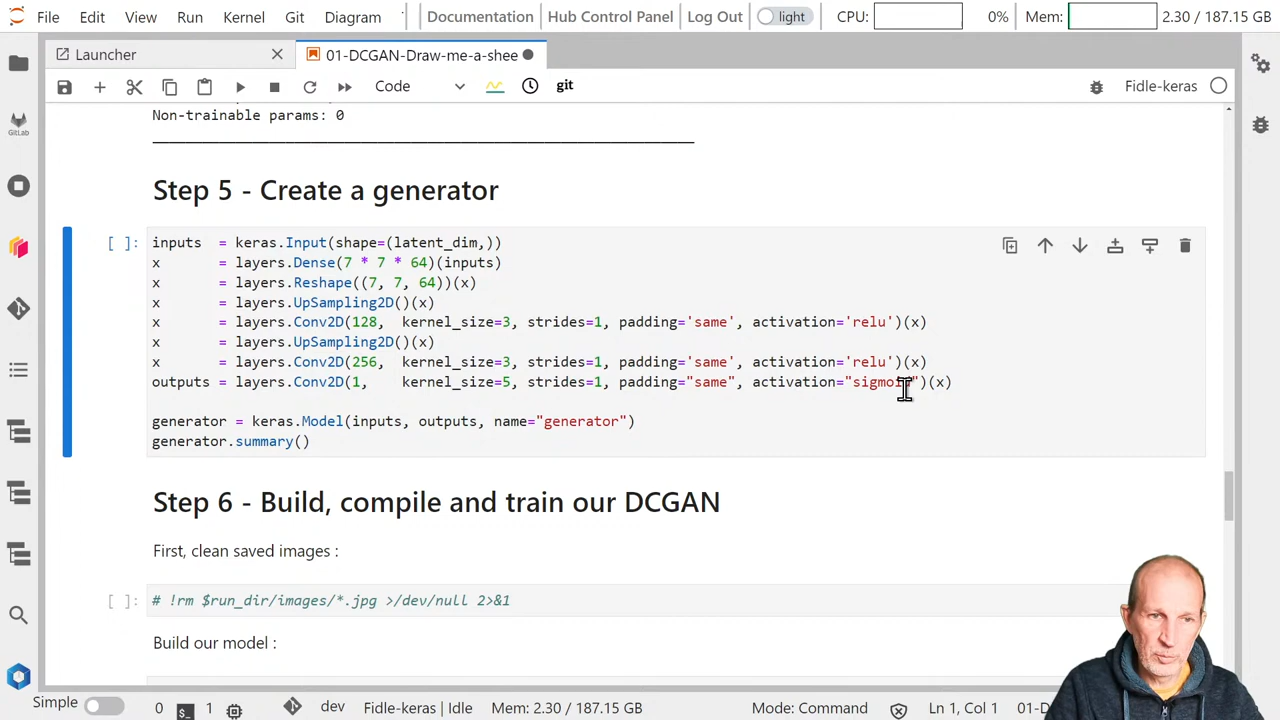 File Edit View Run Kernel Git Diagram Documentation Hub Control Panel Log Out light CPU: 0% Mem: 2.30 / 187.15 GB
Launcher 01-DCGAN-Draw-me-a-shee
Code git Fidle-keras
GitLab
Non-trainable params: 0
Step 5 - Create a generator
[ ]: inputs = keras.Input(shape=(latent_dim,))
x = layers.Dense(7 * 7 * 64)(inputs)
x = layers.Reshape((7, 7, 64))(x)
x = layers.UpSampling2D()(x)
x = layers.Conv2D(128, kernel_size=3, strides=1, padding='same', activation='relu')(x)
x = layers.UpSampling2D()(x)
x = layers.Conv2D(256, kernel_size=3, strides=1, padding='same', activation='relu')(x)
outputs = layers.Conv2D(1, kernel_size=5, strides=1, padding="same", activation="sigmoid")(x)
generator = keras.Model(inputs, outputs, name="generator")
generator.summary()
Step 6 - Build, compile and train our DCGAN
First, clean saved images :
[ ]: # !rm $run_dir/images/*.jpg >/dev/null 2>&1
Build our model :
Simple 0 1 dev Fidle-keras | Idle Mem: 2.30 / 187.15 GB Mode: Command Ln 1, Col 1 01-D